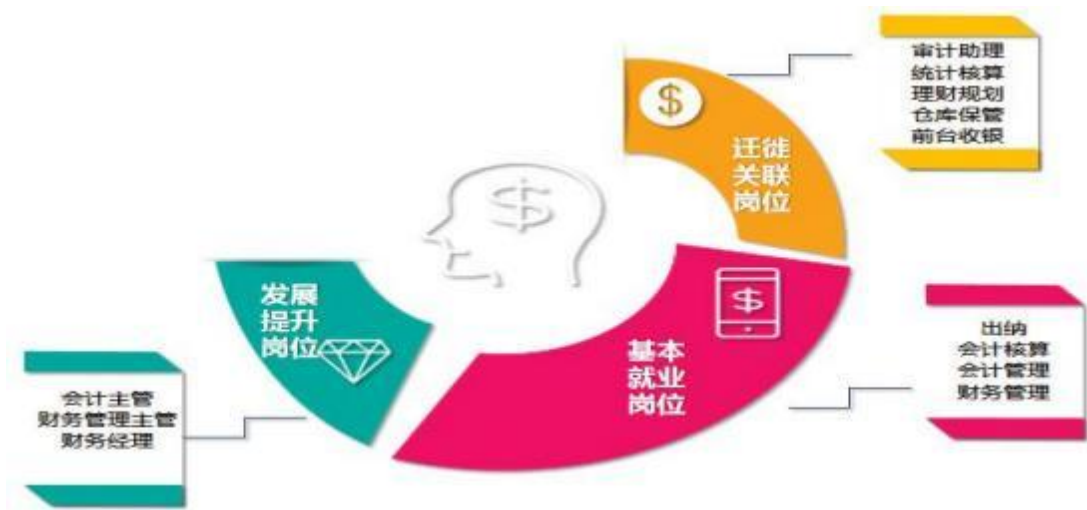 审计助理
统计核算
理财规划
仓库保管
前台收银
$
迁徙
关联
岗位
$
发展
提升
岗位
$
基本
就业
岗位
出纳
会计核算
会计管理
财务管理
会计主管
财务管理主管
财务经理